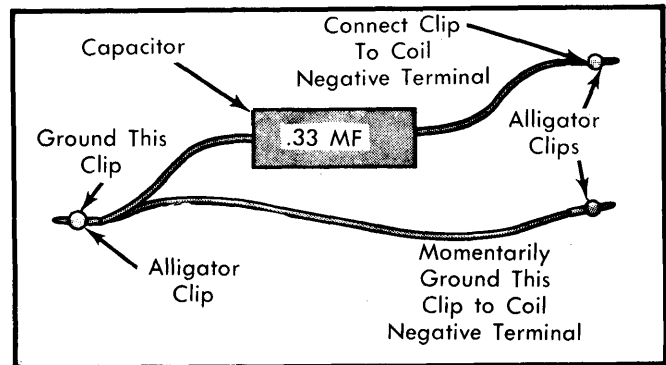 Connect Clip
To Coil
Negative Terminal
Capacitor
.33 MF
Ground This
Clip
Alligator
Clips
Alligator
Clip
Momentarily
Ground This
Clip to Coil
Negative Terminal